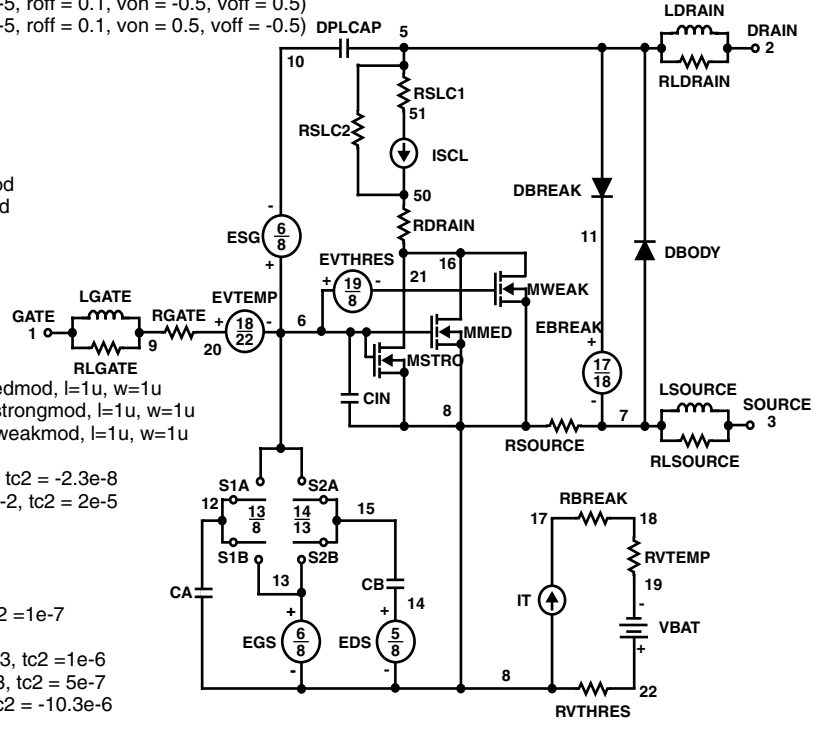 -5, roff = 0.1, von = -0.5, voff = 0.5)
-5, roff = 0.1, von = 0.5, voff = -0.5)
DPLCAP
5
10
LDRAIN
DRAIN
2
RLDRAIN
RSLC1
51
RSLC2
ISCL
50
RDRAIN
od
d
DBREAK
11
DBODY
-
ESG
6
8
+
EVTHRES
+
19
8
-
16
21
MWEAK
EBREAK
+
17
18
-
MMED
MSTRO
LGATE
GATE
1
RLGATE
9
RGATE
20
EVTEMP
+
18
22
-
6
CIN
8
RSOURCE
7
LSOURCE
SOURCE
3
RLSOURCE
edmod, l=1u, w=1u
strongmod, l=1u, w=1u
weakmod, l=1u, w=1u
, tc2 = -2.3e-8
-2, tc2 = 2e-5
S1A
S2A
12
13
8
14
13
15
S1B
S2B
13
CA
CB
14
+
EGS
6
8
-
+
EDS
5
8
-
RBREAK
17
18
RVTEMP
19
IT
-
VBAT
+
8
22
RVTHRES
2 =1e-7
3, tc2 =1e-6
3, tc2 = 5e-7
c2 = -10.3e-6